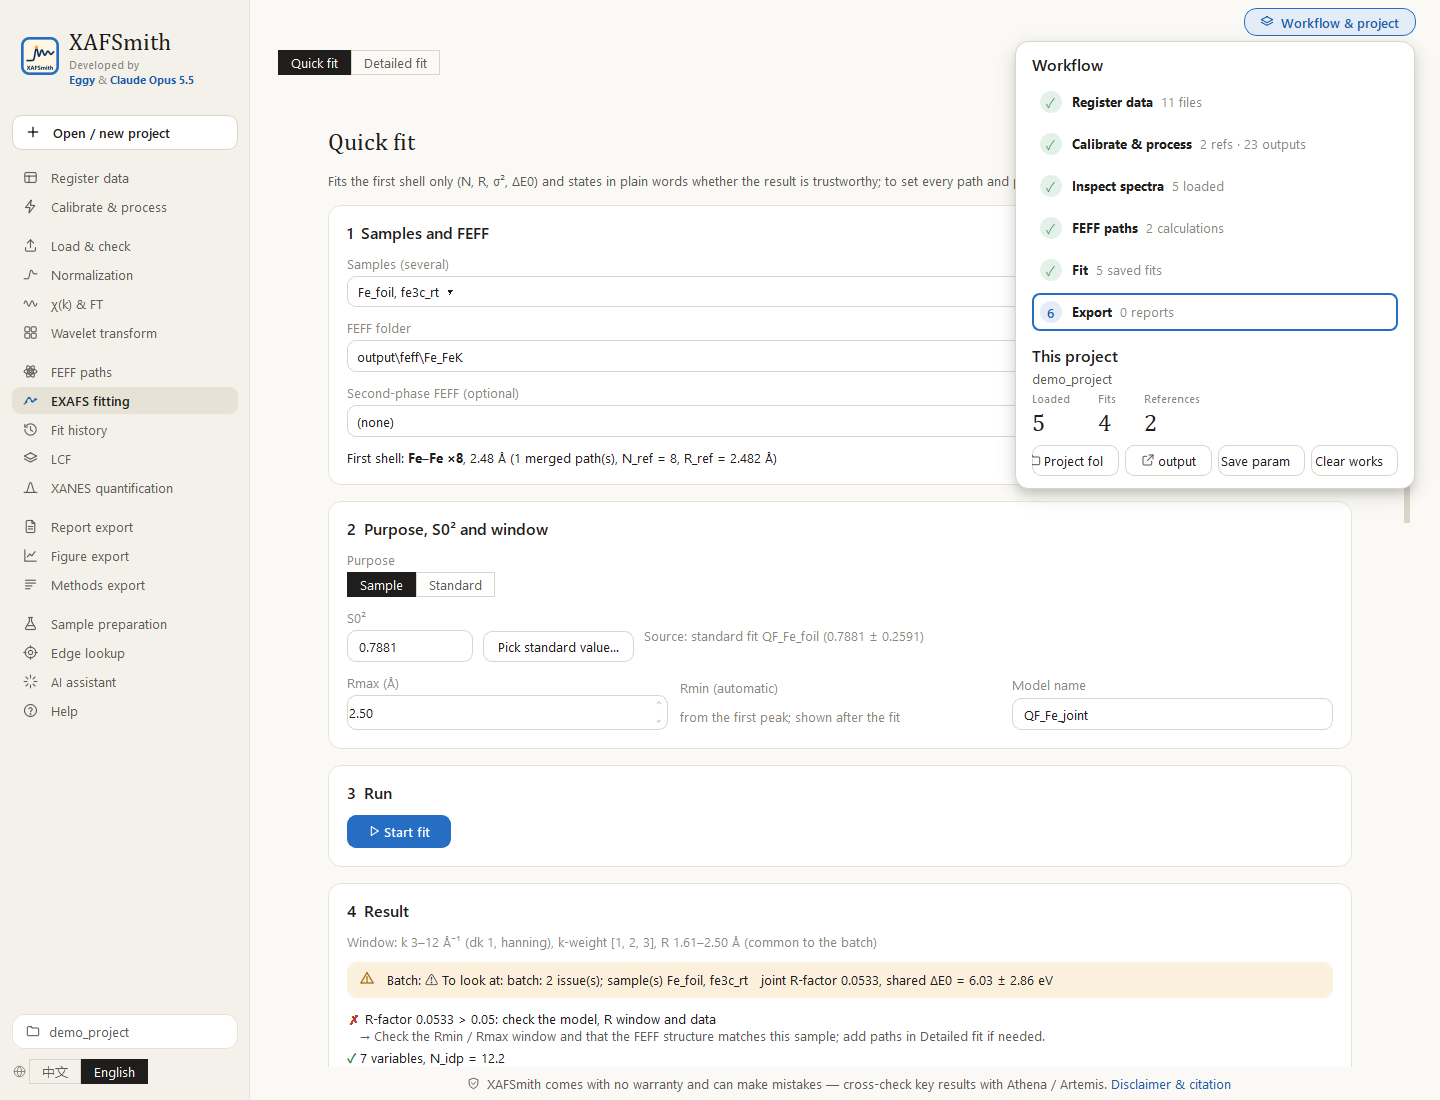 XAFSmith
Developed by
Eggy & Claude Opus 5.5
XAFSmith
Open / new project
Register data
Calibrate & process
Load & check
Normalization
χ(k) & FT
Wavelet transform
FEFF paths
EXAFS fitting
Fit history
LCF
XANES quantification
Report export
Figure export
Methods export
Sample preparation
Edge lookup
AI assistant
Help
demo_project
中文 English
Workflow & project
Quick fit Detailed fit
Quick fit
Fits the first shell only (N, R, σ², ΔE0) and states in plain words whether the result is trustworthy; to set every path and
1 Samples and FEFF
Samples (several)
Fe_foil, fe3c_rt
FEFF folder
output\feff\Fe_FeK
Second-phase FEFF (optional)
(none)
First shell: Fe–Fe ×8, 2.48 Å (1 merged path(s), N_ref = 8, R_ref = 2.482 Å)
Workflow
✓ Register data 11 files
✓ Calibrate & process 2 refs · 23 outputs
✓ Inspect spectra 5 loaded
✓ FEFF paths 2 calculations
✓ Fit 5 saved fits
6 Export 0 reports
This project
demo_project
Loaded Fits References
5 4 2
Project fol output Save param Clear works
2 Purpose, S0² and window
Purpose
Sample Standard
S0²
0.7881 Pick standard value... Source: standard fit QF_Fe_foil (0.7881 ± 0.2591)
Rmax (Å) Rmin (automatic) Model name
2.50 from the first peak; shown after the fit QF_Fe_joint
3 Run
Start fit
4 Result
Window: k 3–12 Å⁻¹ (dk 1, hanning), k-weight [1, 2, 3], R 1.61–2.50 Å (common to the batch)
Batch: ⚠ To look at: batch: 2 issue(s); sample(s) Fe_foil, fe3c_rt joint R-factor 0.0533, shared ΔE0 = 6.03 ± 2.86 eV
✗ R-factor 0.0533 > 0.05: check the model, R window and data
→ Check the Rmin / Rmax window and that the FEFF structure matches this sample; add paths in Detailed fit if needed.
✓ 7 variables, N_idp = 12.2
XAFSmith comes with no warranty and can make mistakes — cross-check key results with Athena / Artemis. Disclaimer & citation